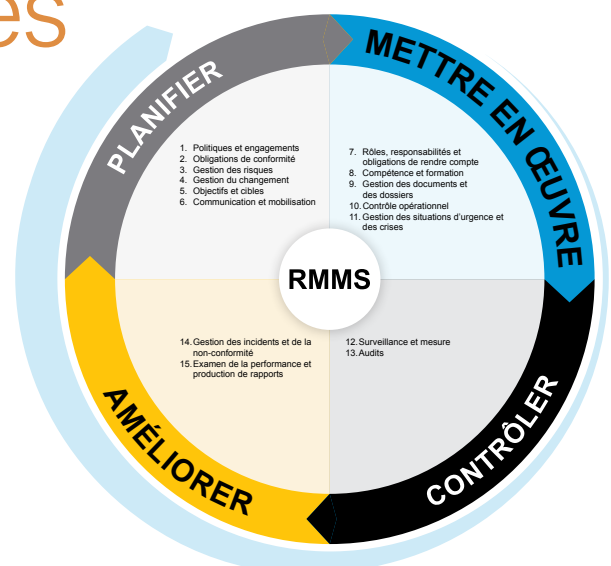 es
PLANIFIER
METTRE EN ŒUVRE
1. Politiques et engagements
2. Obligations de conformité
3. Gestion des risques
4. Gestion du changement
5. Objectifs et cibles
6. Communication et mobilisation
7. Rôles, responsabilités et
obligations de rendre compte
8. Compétence et formation
9. Gestion des documents et
des dossiers
10. Contrôle opérationnel
11. Gestion des situations d'urgence et
des crises
RMMS
14. Gestion des incidents et de la
non-conformité
15. Examen de la performance et
production de rapports
12. Surveillance et mesure
13. Audits
AMÉLIORER
CONTRÔLER